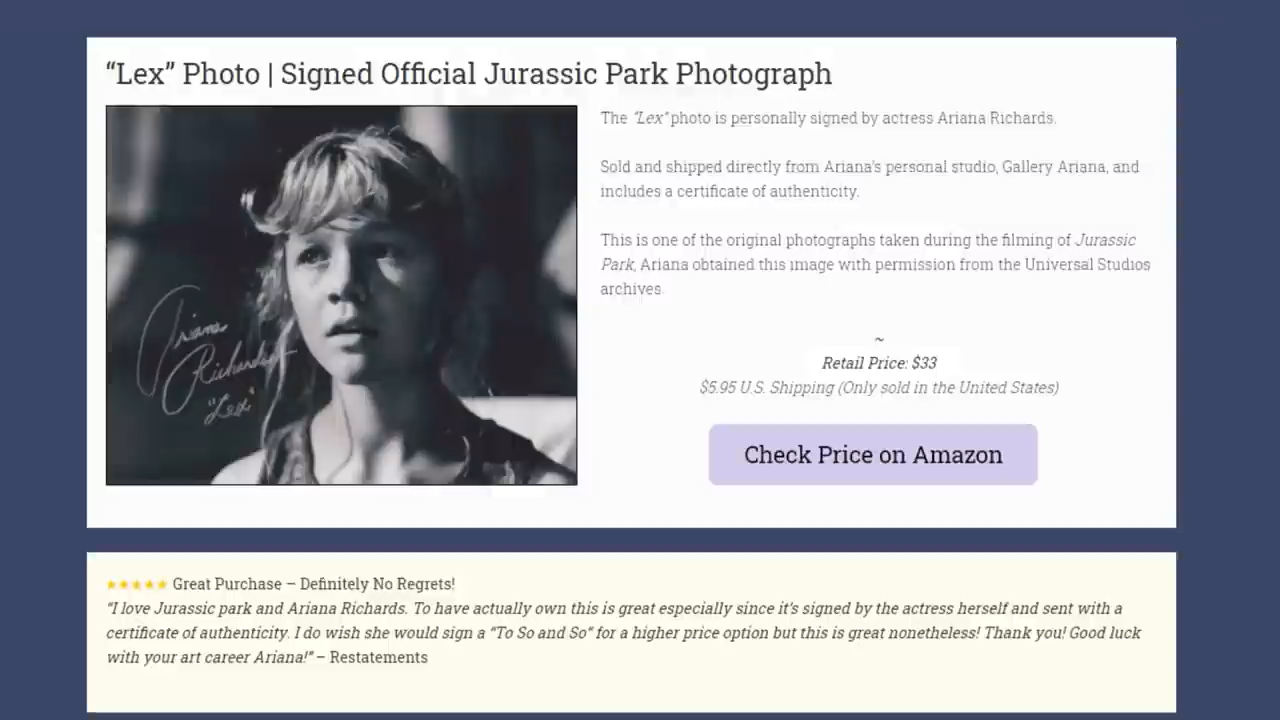 “Lex” Photo | Signed Official Jurassic Park Photograph
The “Lex” photo is personally signed by actress Ariana Richards.
Sold and shipped directly from Ariana's personal studio, Gallery Ariana, and
includes a certificate of authenticity.
This is one of the original photographs taken during the filming of Jurassic
Park, Ariana obtained this image with permission from the Universal Studios
archives.
Ariana
Richards
"Lex"
~
Retail Price: $33
$5.95 U.S. Shipping (Only sold in the United States)
Check Price on Amazon
★★★★★ Great Purchase – Definitely No Regrets!
“I love Jurassic park and Ariana Richards. To have actually own this is great especially since it's signed by the actress herself and sent with a
certificate of authenticity. I do wish she would sign a “To So and So” for a higher price option but this is great nonetheless! Thank you! Good luck
with your art career Ariana!” – Restatements